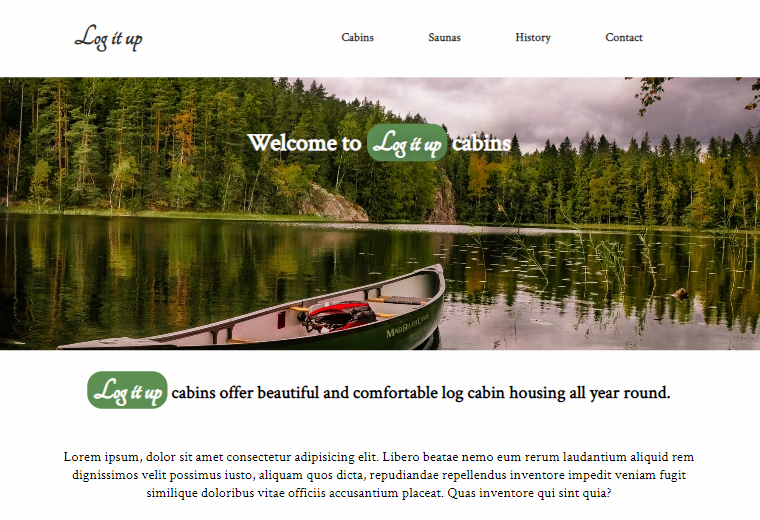 Log it up
Cabins Saunas History Contact
Welcome to Log it up cabins
MAD RIVER CANOE
Log it up cabins offer beautiful and comfortable log cabin housing all year round.
Lorem ipsum, dolor sit amet consectetur adipisicing elit. Libero beatae nemo eum rerum laudantium aliquid rem
dignissimos velit possimus iusto, aliquam quos dicta, repudiandae repellendus inventore impedit veniam fugit
similique doloribus vitae officiis accusantium placeat. Quas inventore qui sint quia?